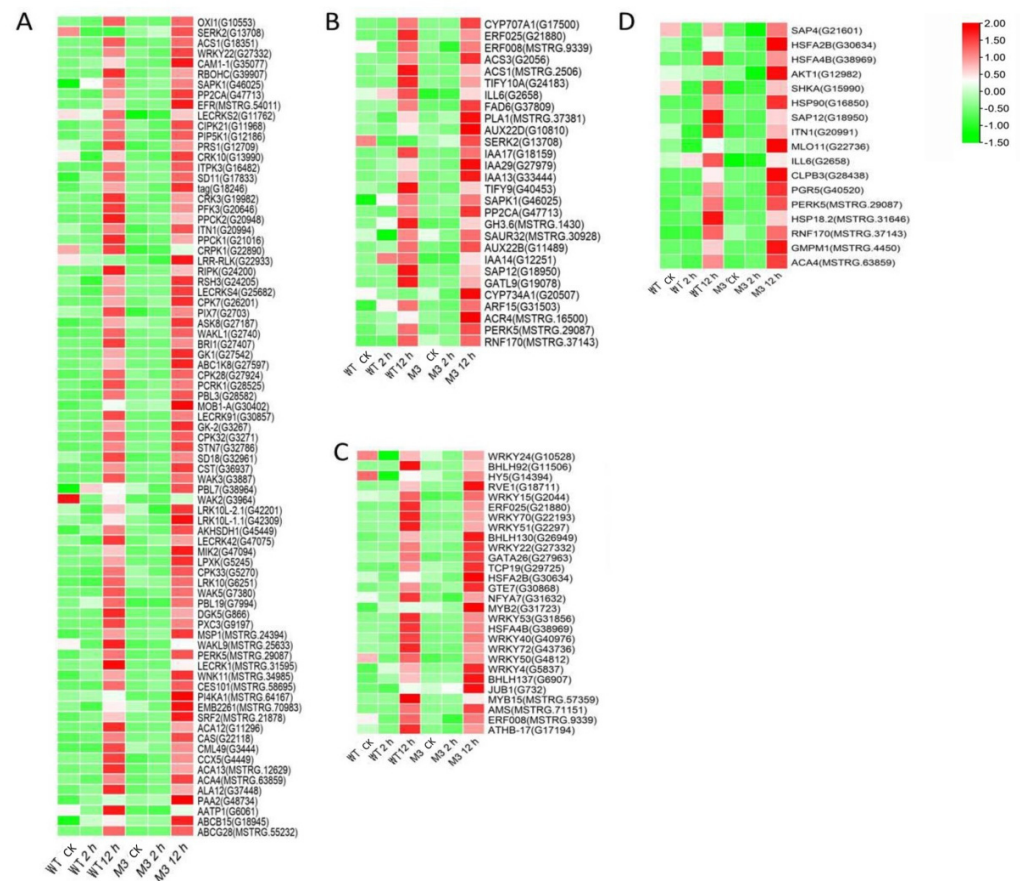 A
OXI1(G10553)
SERK2(G13708)
ACS1(G18351)
WRKY22(G27332)
CAM1-1(G35077)
RBOHC(G39907)
SAPK1(G46025)
PP2CA(G47713)
EFR(MSTRG.54011)
LECRKS2(G11762)
CIPK21(G11968)
PIP5K1(G12186)
PRS1(G12709)
CRK10(G13990)
ITPK3(G16482)
SD11(G17833)
tag(G18246)
CRK3(G19982)
PFK3(G20646)
PPCK2(G20948)
ITN1(G20994)
PPCK1(G21016)
CRPK1(G22890)
LRR-RLK(G22933)
RIPK(G24200)
RSH3(G24205)
LECRKS4(G25682)
CPK7(G26201)
PIX7(G2703)
ASK8(G27187)
WAKL1(G2740)
BRI1(G27407)
GK1(G27542)
ABC1K8(G27597)
CPK28(G27924)
PCRK1(G28525)
PBL3(G28582)
MOB1-A(G30402)
LECRK91(G30857)
GK-2(G3267)
CPK32(G3271)
STN7(G32786)
SD18(G32961)
CST(G36937)
WAK3(G3887)
PBL7(G38964)
WAK2(G3964)
LRK10L-2.1(G42201)
LRK10L-1.1(G42309)
AKHSDH1(G45449)
LECRK42(G47075)
MIK2(G47094)
LPXK(G5245)
CPK33(G5270)
LRK10(G6251)
WAK5(G7380)
PBL19(G7994)
DGK5(G866)
PXC3(G9197)
MSP1(MSTRG.24394)
WAKL9(MSTRG.25633)
PERK5(MSTRG.29087)
LECRK1(MSTRG.31595)
WNK11(MSTRG.34985)
CES101(MSTRG.58695)
PI4KA1(MSTRG.64167)
EMB2261(MSTRG.70983)
SRF2(MSTRG.21878)
ACA12(G11296)
CAS(G22118)
CML49(G3444)
CCX5(G4449)
ACA13(MSTRG.12629)
ACA4(MSTRG.63859)
ALA12(G37448)
PAA2(G48734)
AATP1(G6061)
ABCB15(G18945)
ABCG28(MSTRG.55232)
WT CK
WT 2 h
WT 12 h
M3 CK
M3 2 h
M3 12 h
B
CYP707A1(G17500)
ERF025(G21880)
ERF008(MSTRG.9339)
ACS3(G2056)
ACS1(MSTRG.2506)
TIFY10A(G24183)
ILL6(G2658)
FAD6(G37809)
PLA1(MSTRG.37381)
AUX22D(G10810)
SERK2(G13708)
IAA17(G18159)
IAA29(G27979)
IAA13(G33444)
TIFY9(G40453)
SAPK1(G46025)
PP2CA(G47713)
GH3.6(MSTRG.1430)
SAUR32(MSTRG.30928)
AUX22B(G11489)
IAA14(G12251)
SAP12(G18950)
GATL9(G19078)
CYP734A1(G20507)
ARF15(G31503)
ACR4(MSTRG.16500)
PERK5(MSTRG.29087)
RNF170(MSTRG.37143)
WT CK
WT 2 h
WT 12 h
M3 CK
M3 2 h
M3 12 h
C
WRKY24(G10528)
BHLH92(G11506)
HY5(G14394)
RVE1(G18711)
WRKY15(G2044)
ERF025(G21880)
WRKY70(G22193)
WRKY51(G2297)
BHLH130(G26949)
WRKY22(G27332)
GATA26(G27963)
TCP19(G29725)
HSFA2B(G30634)
GTE7(G30868)
NFYA7(G31632)
MYB2(G31723)
WRKY53(G31856)
HSFA4B(G38969)
WRKY40(G40976)
WRKY72(G43736)
WRKY50(G4812)
WRKY4(G5837)
BHLH137(G6907)
JUB1(G732)
MYB15(MSTRG.57359)
AMS(MSTRG.71151)
ERF008(MSTRG.9339)
ATHB-17(G17194)
WT CK
WT 2 h
WT 12 h
M3 CK
M3 2 h
M3 12 h
D
SAP4(G21601)
HSFA2B(G30634)
HSFA4B(G38969)
AKT1(G12982)
SHKA(G15990)
HSP90(G16850)
SAP12(G18950)
ITN1(G20991)
MLO11(G22736)
ILL6(G2658)
CLPB3(G28438)
PGR5(G40520)
PERK5(MSTRG.29087)
HSP18.2(MSTRG.31646)
RNF170(MSTRG.37143)
GMPM1(MSTRG.4450)
ACA4(MSTRG.63859)
WT CK
WT 2 h
WT 12 h
M3 CK
M3 2 h
M3 12 h
2.00
1.50
1.00
0.50
0.00
-0.50
-1.00
-1.50